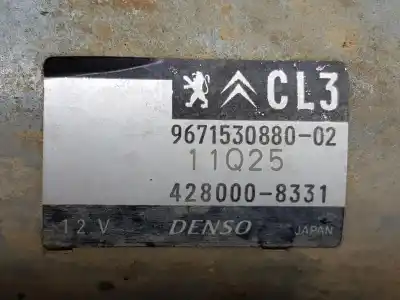 CL3
9671530880-02
11Q25
428000-8331
12V DENSO JAPAN